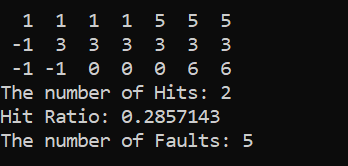 1 1 1 1 5 5 5
-1 3 3 3 3 3 3
-1 -1 0 0 0 6 6
The number of Hits: 2
Hit Ratio: 0.2857143
The number of Faults: 5